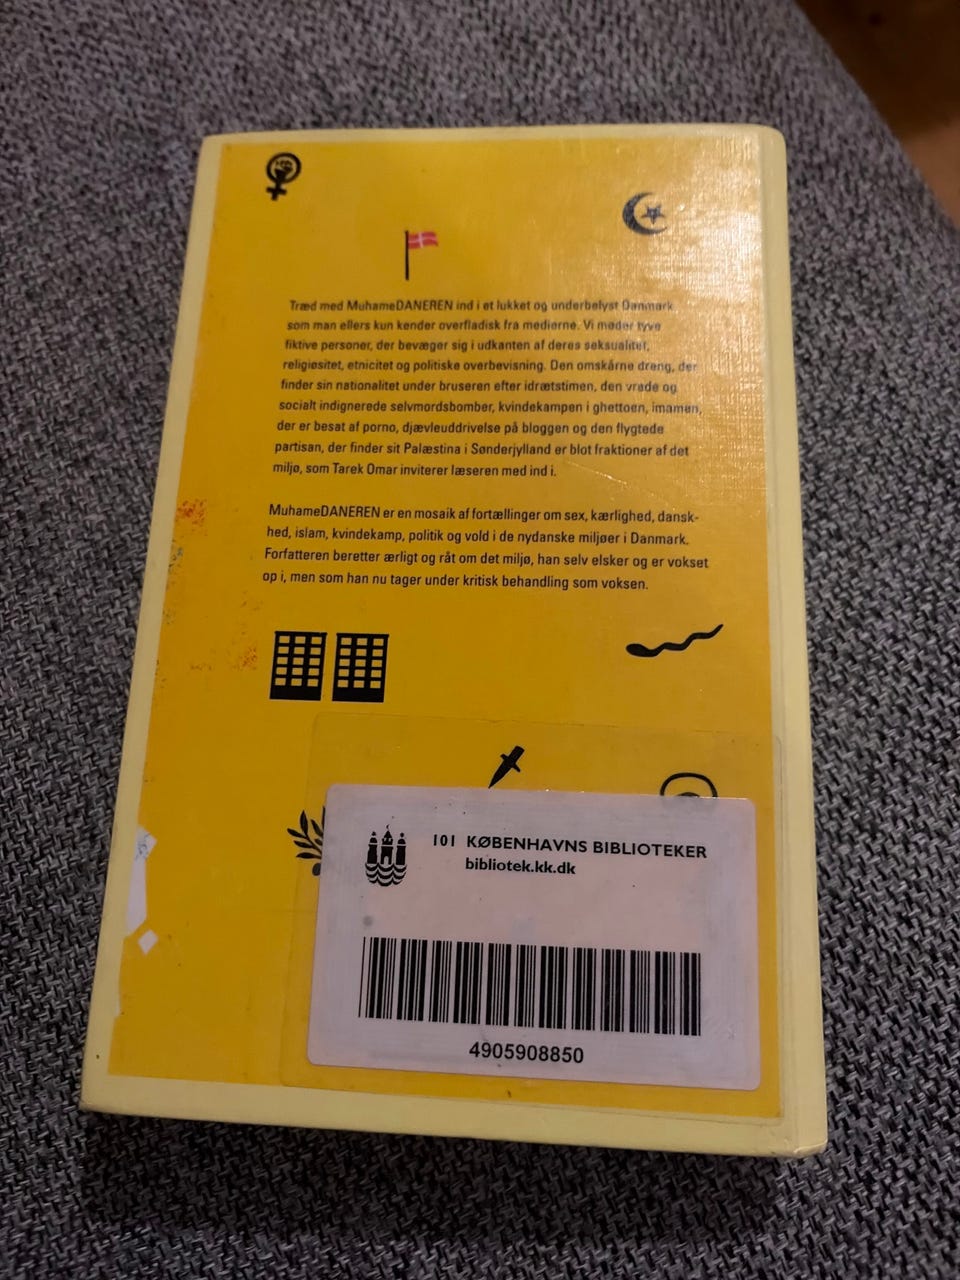 Træd med MuhameDANEREN ind i et lukket og underbelyst Danmark,
som man ellers kun kender overfladisk fra medierne. Vi møder tyve
fiktive personer, der bevæger sig i udkanten af deres seksualitet,
religiøsitet, etnicitet og politiske overbevisning. Den omskårne dreng, der
finder sin nationalitet under bruseren efter idrætstimen, den vrede og
socialt indignerede selvmordsbomber, kvindekampen i ghettoen, imamen,
der er besat af porno, djævleuddrivelse på bloggen og den flygtede
partisan, der finder sit Palæstina i Sønderjylland er blot fraktioner af det
miljø, som Tarek Omar inviterer læseren med ind i.
MuhameDANEREN er en mosaik af fortællinger om sex, kærlighed, dansk-
hed, islam, kvindekamp, politik og vold i de nydanske miljøer i Danmark.
Forfatteren beretter ærligt og råt om det miljø, han selv elsker og er vokset
op i, men som han nu tager under kritisk behandling som voksen.
101 KØBENHAVNS BIBLIOTEKER
bibliotek.kk.dk
4905908850